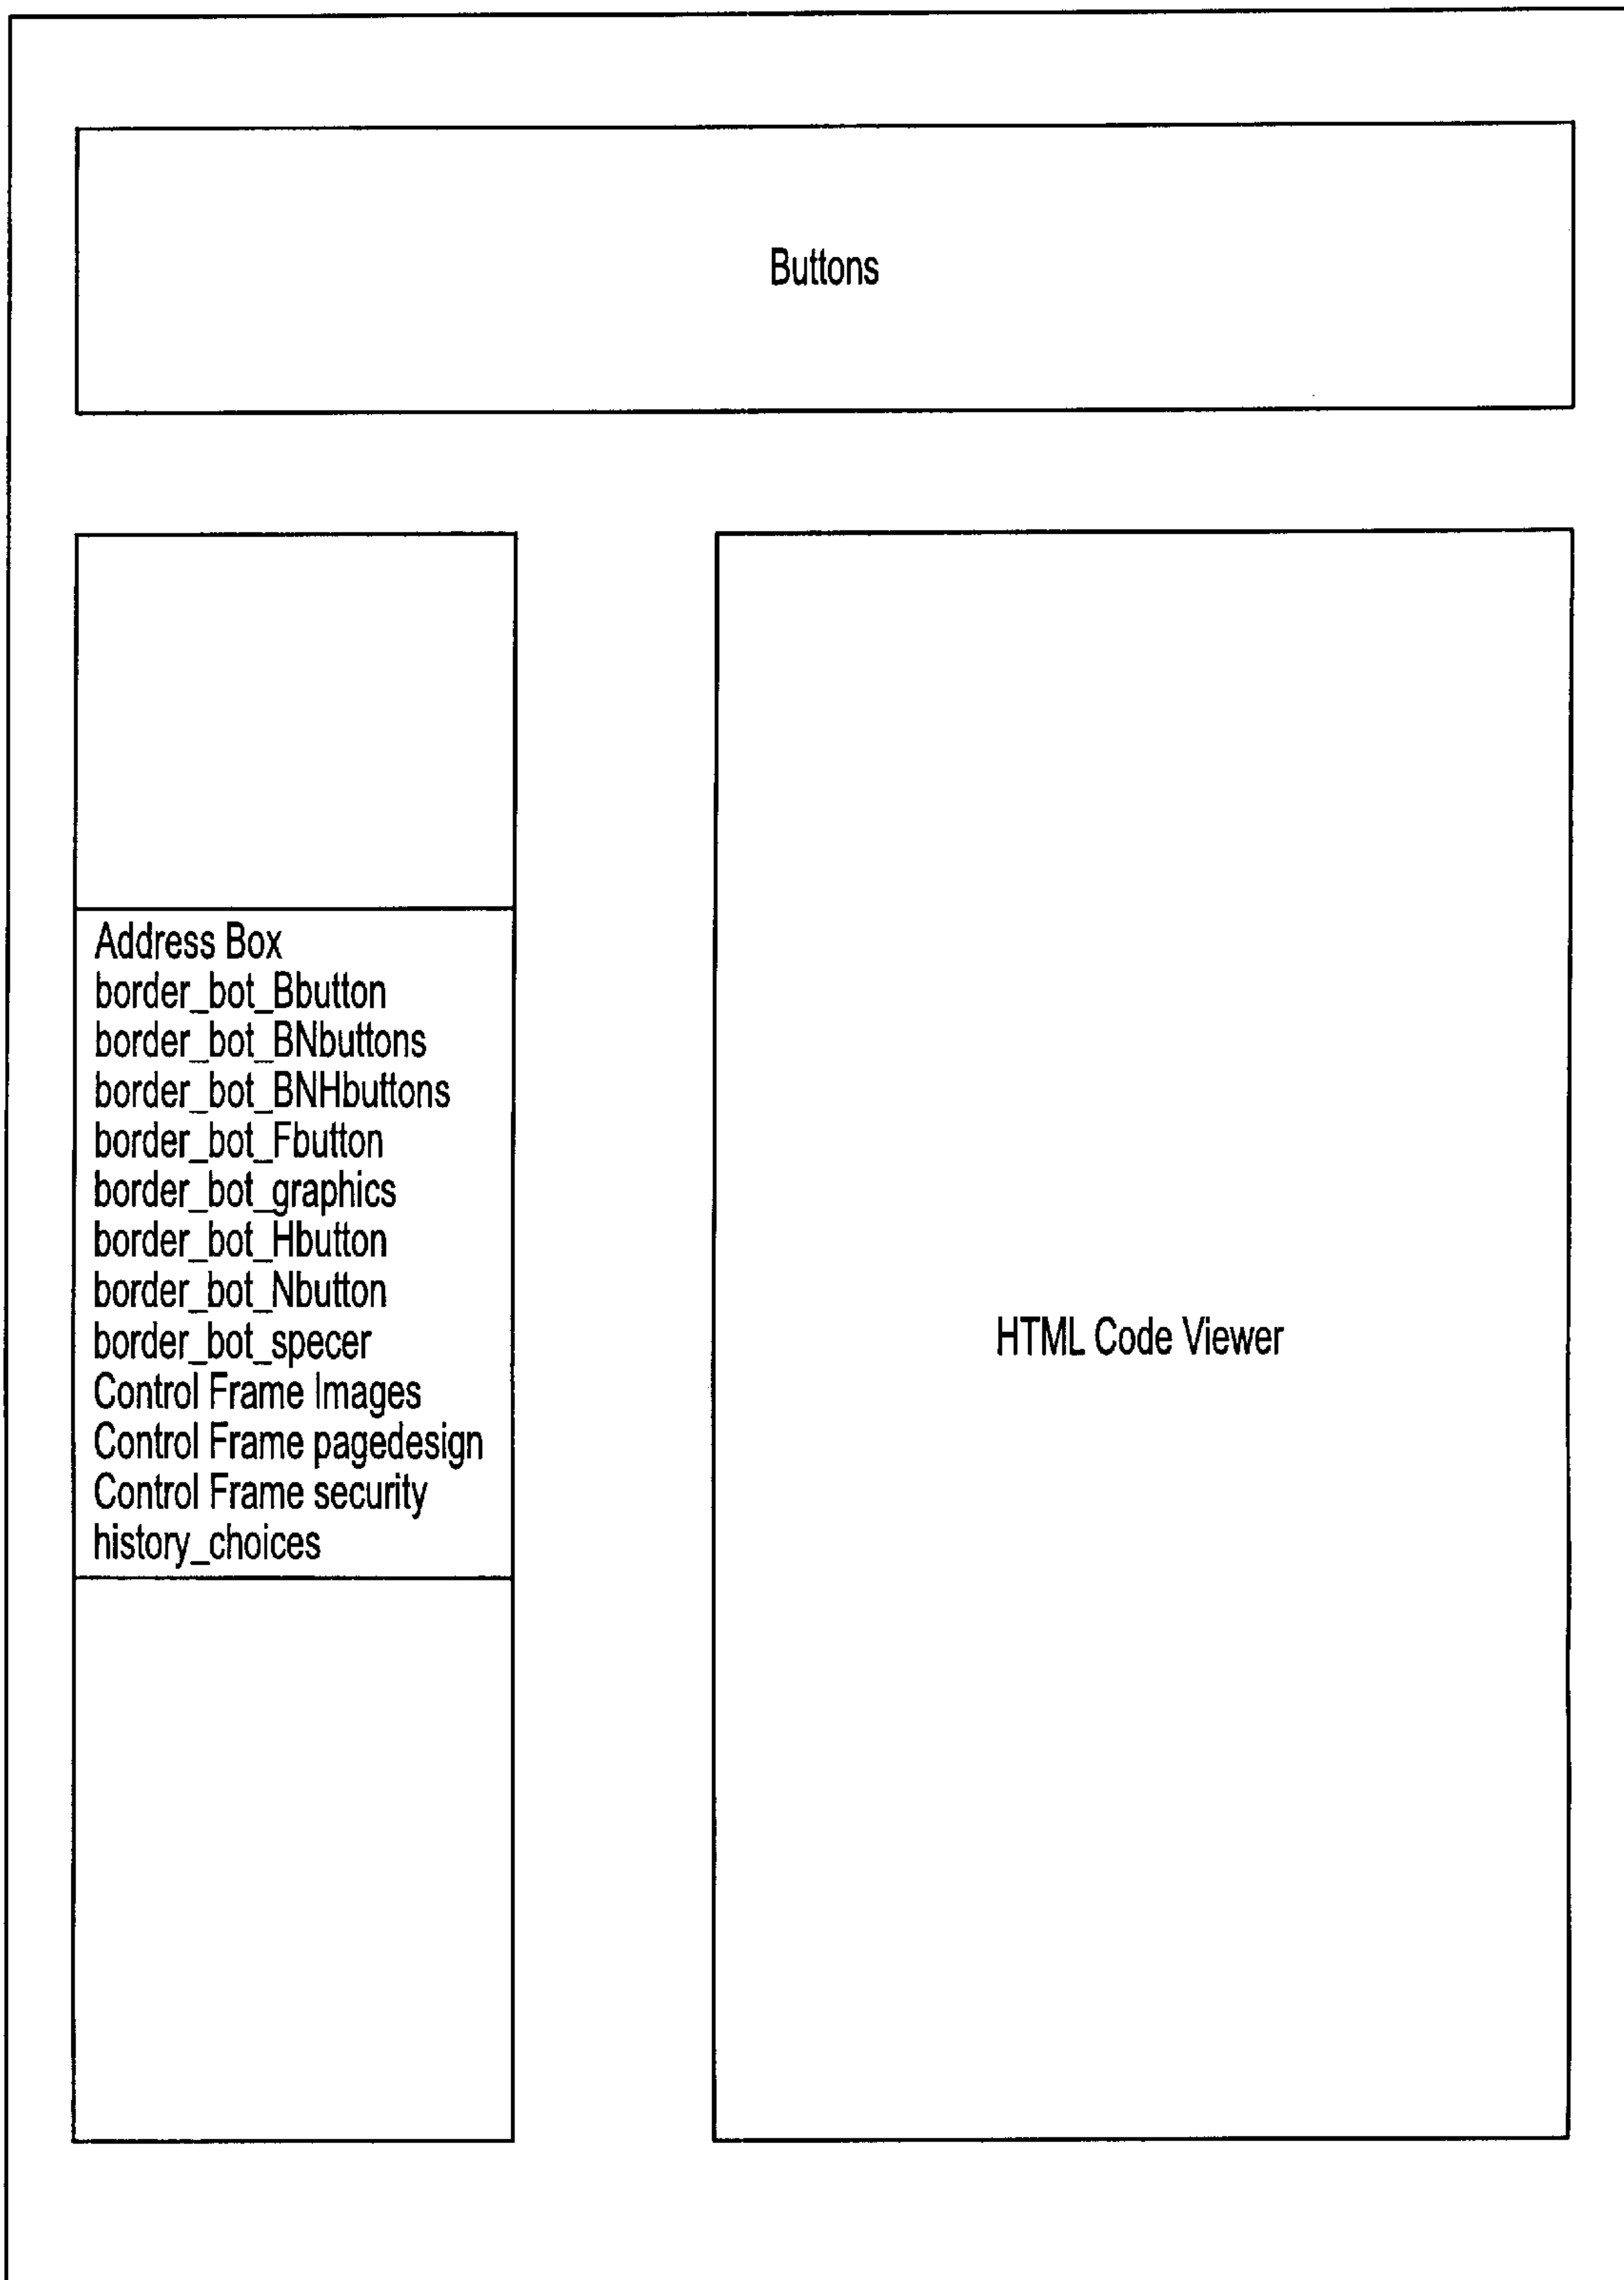 Buttons
Address Box
border_bot_Bbutton
border_bot_BNbuttons
border_bot_BNHbuttons
border_bot_Fbutton
border_bot_graphics
border_bot_Hbutton
border_bot_Nbutton
border_bot_specer
Control Frame Images
Control Frame pagedesign
Control Frame security
history_choices
HTML Code Viewer